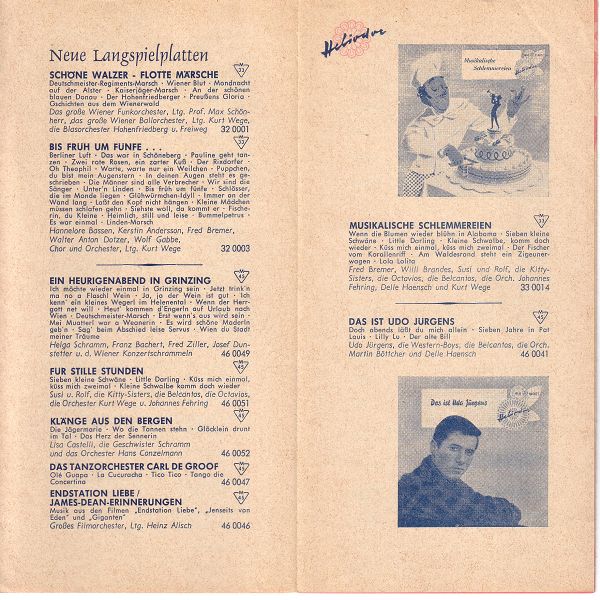 Neue Langspielplatten
33
SCHÖNE WALZER - FLOTTE MÄRSCHE
Deutschmeister-Regiments-Marsch · Wiener Blut · Mondnacht
auf der Alster · Kaiserjäger-Marsch · An der schönen
blauen Donau · Der Hohenfriedberger · Preußens Gloria ·
Gschichten aus dem Wienerwald
Das große Wiener Funkorchester, Ltg. Prof. Max Schön-
herr, das große Wiener Ballorchester, Ltg. Kurt Wege,
die Blasorchester Hohenfriedberg u. Freiweg 32 0001
33
BIS FRÜH UM FÜNFE . . .
Berliner Luft · Das war in Schöneberg · Pauline geht tan-
zen · Zwei rote Rosen, ein zarter Kuß · Der Rixdorfer ·
Oh Theophil · Warte, warte nur ein Weilchen · Puppchen,
du bist mein Augenstern · In deinen Augen steht es ge-
schrieben · Die Männer sind alle Verbrecher · Wir sind die
Sänger · Unter'n Linden · Bis früh um fünfe · Schlösser,
die im Monde liegen · Glühwürmchen-Idyll · Immer an der
Wand lang · Laßt den Kopf nicht hängen · Kleine Mädchen
müssen schlafen gehn · Siehste woll, da kommt er · Fische-
rin, du Kleine · Heimlich, still und leise · Bummelpetrus ·
Es war einmal · Linden-Marsch
Hannelore Bassen, Kerstin Andersson, Fred Bremer,
Walter Anton Dotzer, Wolf Gabbe,
Chor und Orchester, Ltg. Kurt Wege 32 0003
45
EIN HEURIGENABEND IN GRINZING
Ich möchte wieder einmal in Grinzing sein · Jetzt trink'n
ma no a Flascherl Wein · Ja, ja der Wein ist gut · Ich
kenn' ein kleines Wegerl im Helenental · Wenn der Herr-
gott net will · Heut' kommen d'Engerln auf Urlaub nach
Wien · Deutschmeister-Marsch · Erst wenn's aus wird sein ·
Mei Muatterl war a Weanerin · Es wird schöne Maderln
geb'n · Sag' beim Abschied leise Servus · Wien du Stadt
meiner Träume
Helga Schramm, Franz Bachert, Fred Ziller, Josef Dun-
stetter u. d. Wiener Konzertschrammeln 46 0049
45
FÜR STILLE STUNDEN
Sieben kleine Schwäne · Little Darling · Küss mich einmal,
küss mich zweimal · Kleine Schwalbe komm doch wieder
Susi u. Rolf, die Kitty-Sisters, die Belcantos, die Octavios,
die Orchester Kurt Wege u. Johannes Fehring 46 0051
45
KLÄNGE AUS DEN BERGEN
Die Jägermarie · Wo die Tannen stehn · Glöcklein drunt
im Tal · Das Herz der Sennerin
Lisa Castelli, die Geschwister Schramm
und das Orchester Hans Conzelmann 46 0052
45
DAS TANZORCHESTER CARL DE GROOF
Olé Guapa · La Cucuracha · Tico Tico · Tango die
Concertino 46 0047
45
ENDSTATION LIEBE /
JAMES-DEAN-ERINNERUNGEN
Musik aus den Filmen „Endstation Liebe", „Jenseits von
Eden" und „Giganten"
Großes Filmorchester, Ltg. Heinz Alisch 46 0046
Heliodor
Musikalische
Schlemmereien
Heliodor
33
MUSIKALISCHE SCHLEMMEREIEN
Wenn die Blumen wieder blühn in Alabama · Sieben kleine
Schwäne · Little Darling · Kleine Schwalbe, komm doch
wieder · Küss mich einmal, küss mich zweimal · Der Fischer
vom Korallenriff · Am Waldesrand steht ein Zigeuner-
wagen · Lola Lolita
Fred Bremer, Willi Brandes, Susi und Rolf, die Kitty-
Sisters, die Octavios, die Belcantos, die Orch. Johannes
Fehring, Delle Haensch und Kurt Wege 33 0014
45
DAS IST UDO JÜRGENS
Doch abends läßt du mich allein · Sieben Jahre in Pat
Louis · Lilly Lu · Der alte Bill
Udo Jürgens, die Western-Boys, die Belcantos, die Orch.
Martin Böttcher und Delle Haensch 46 0041
Das ist Udo Jürgens
Heliodor